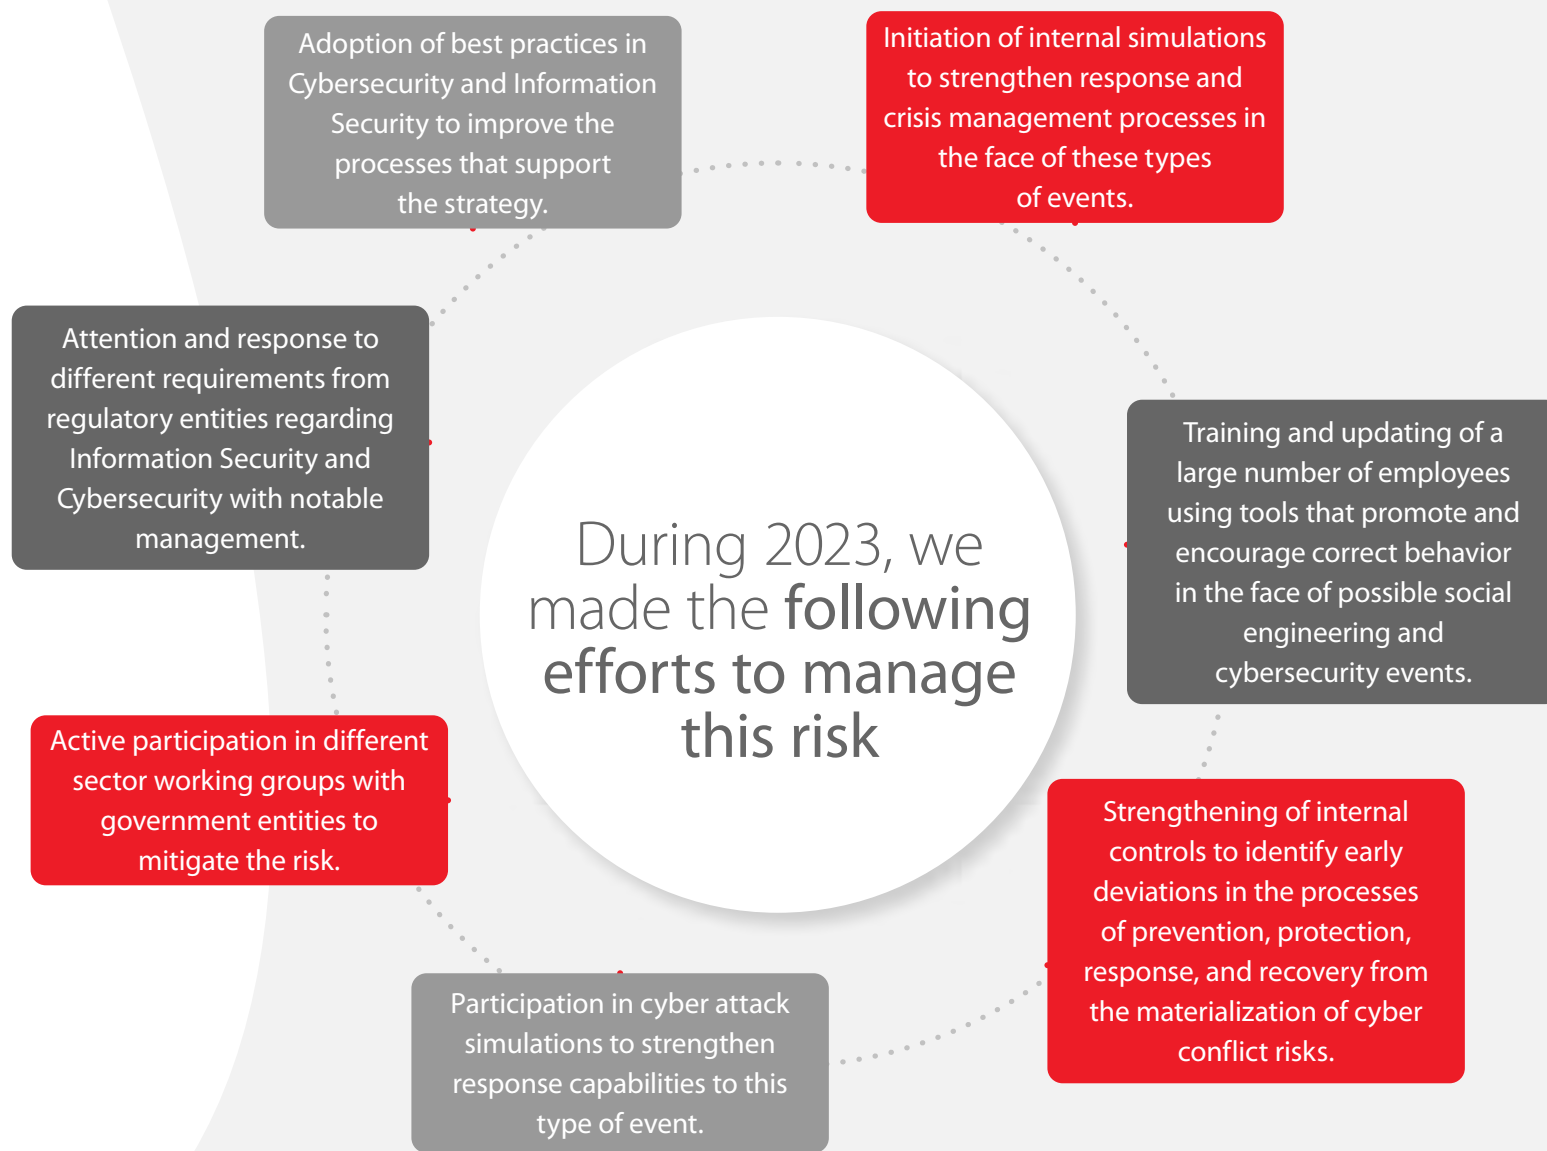 Adoption of best practices in
Cybersecurity and Information
Security to improve the
processes that support
the strategy.
Initiation of internal simulations
to strengthen response and
crisis management processes in
the face of these types
of events.
Attention and response to
different requirements from
regulatory entities regarding
Information Security and
Cybersecurity with notable
management.
Training and updating of a
large number of employees
using tools that promote and
encourage correct behavior
in the face of possible social
engineering and
cybersecurity events.
During 2023, we
made the following
efforts to manage
this risk
Active participation in different
sector working groups with
government entities to
mitigate the risk.
Strengthening of internal
controls to identify early
deviations in the processes
of prevention, protection,
response, and recovery from
the materialization of cyber
conflict risks.
Participation in cyber attack
simulations to strengthen
response capabilities to this
type of event.